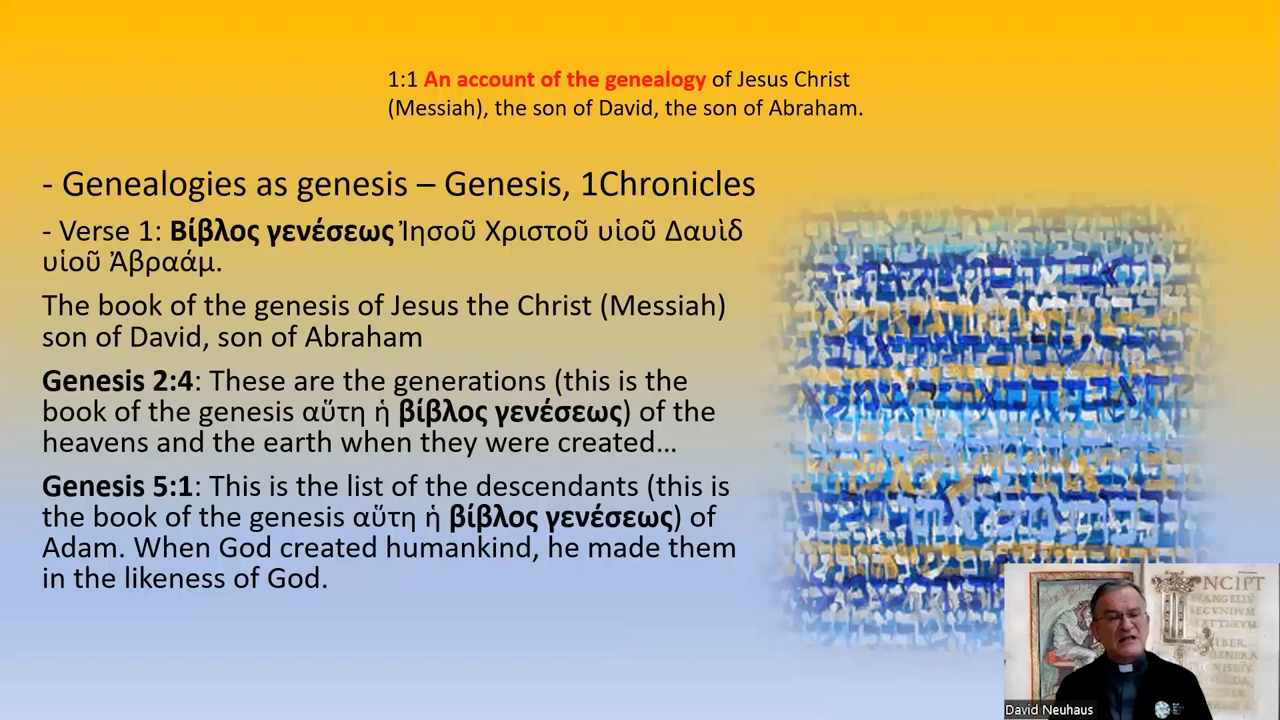 1:1 An account of the genealogy of Jesus Christ
(Messiah), the son of David, the son of Abraham.
- Genealogies as genesis – Genesis, 1Chronicles
- Verse 1: Βίβλος γενέσεως Ἰησοῦ Χριστοῦ υἱοῦ Δαυὶδ
υἱοῦ Ἀβραάμ.
The book of the genesis of Jesus the Christ (Messiah)
son of David, son of Abraham
Genesis 2:4: These are the generations (this is the
book of the genesis αὕτη ἡ βίβλος γενέσεως) of the
heavens and the earth when they were created…
Genesis 5:1: This is the list of the descendants (this is
the book of the genesis αὕτη ἡ βίβλος γενέσεως) of
Adam. When God created humankind, he made them
in the likeness of God.
NCIPT
EVANGELIV
SECVNDVM
MATTHEVM
LIBER
GENERA
David Neuhaus